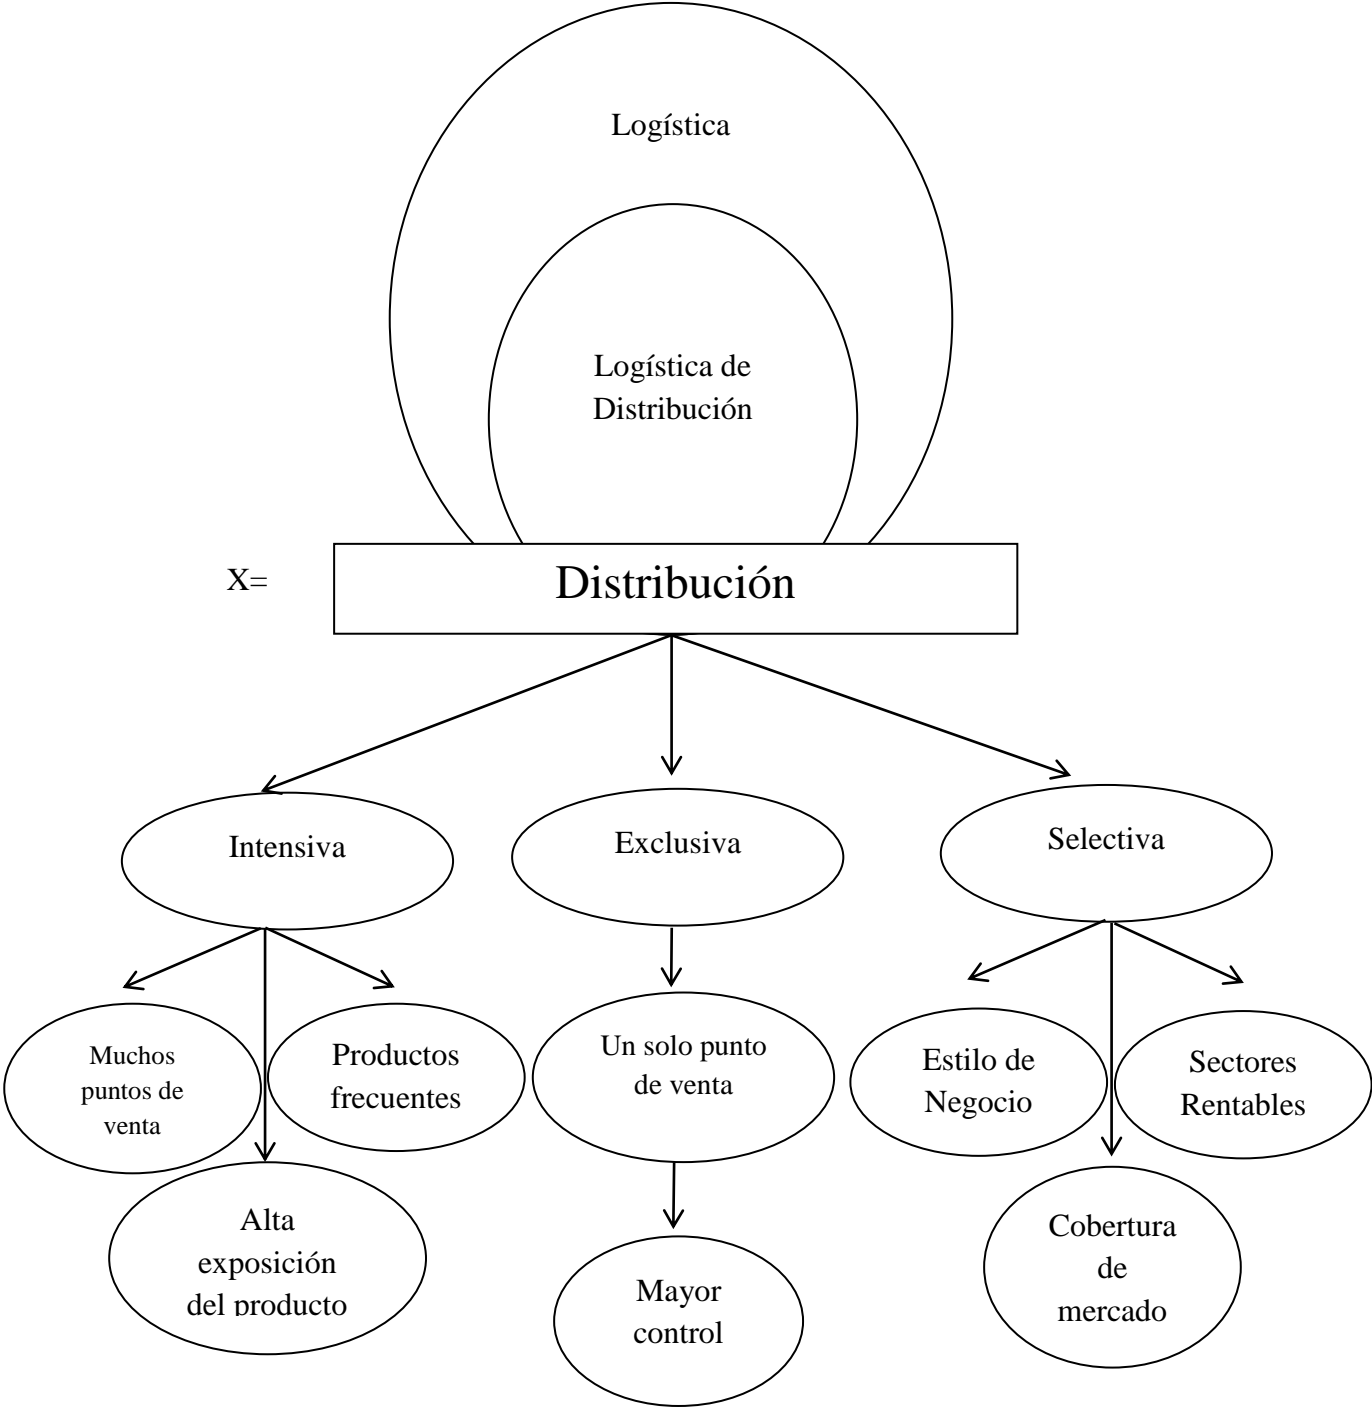 Logística
Logística de
Distribución
X=
Distribución
Intensiva
Exclusiva
Selectiva
Muchos
puntos de
venta
Productos
frecuentes
Un solo punto
de venta
Estilo de
Negocio
Sectores
Rentables
Alta
exposición
del producto
Mayor
control
Cobertura
de
mercado